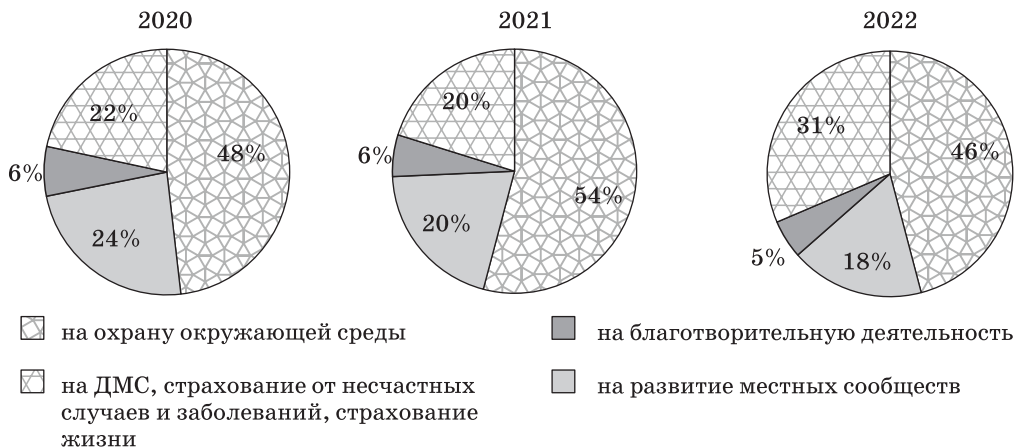 2020
2021
2022
22%
48%
6%
24%
20%
6%
54%
20%
31%
46%
5%
18%
на охрану окружающей среды
на благотворительную деятельность
на ДМС, страхование от несчастных
случаев и заболеваний, страхование
жизни
на развитие местных сообществ